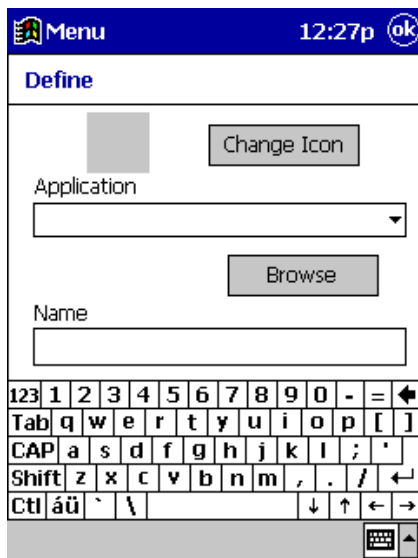 Menu 12:27p ok
Define
Change Icon
Application
Browse
Name
123 1 2 3 4 5 6 7 8 9 0 - = 🡄
Tab q w e r t y u i o p [ ]
CAP a s d f g h j k l ; '
Shift z x c v b n m , . / ↵
Ctl áü ` \ ↓ ↑ ← →